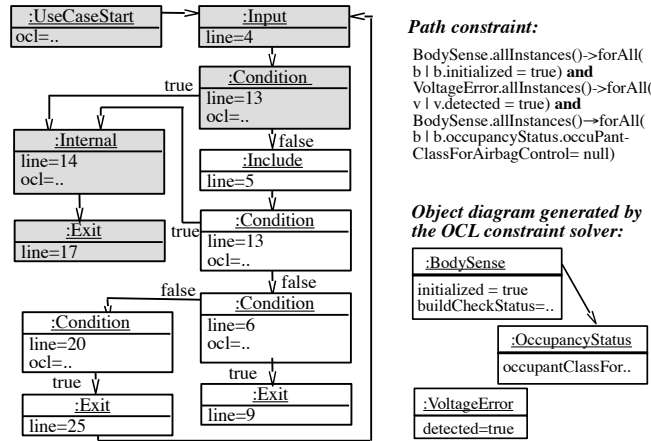 :UseCaseStart
ocl=..
:Input
line=4
:Condition
line=13
ocl=..
true
false
:Internal
line=14
ocl=..
:Include
line=5
:Exit
line=17
true
:Condition
line=13
ocl=..
false
false
:Condition
line=20
ocl=..
:Condition
line=6
ocl=..
true
true
:Exit
line=25
:Exit
line=9
Path constraint:
BodySense.allInstances()->forAll(
b | b.initialized = true) and
VoltageError.allInstances()->forAll(
v | v.detected = true) and
BodySense.allInstances()→forAll(
b | b.occupancyStatus.occuPant-
ClassForAirbagControl= null)
Object diagram generated by
the OCL constraint solver:
:BodySense
initialized = true
buildCheckStatus=..
:OccupancyStatus
occupantClassFor..
:VoltageError
detected=true